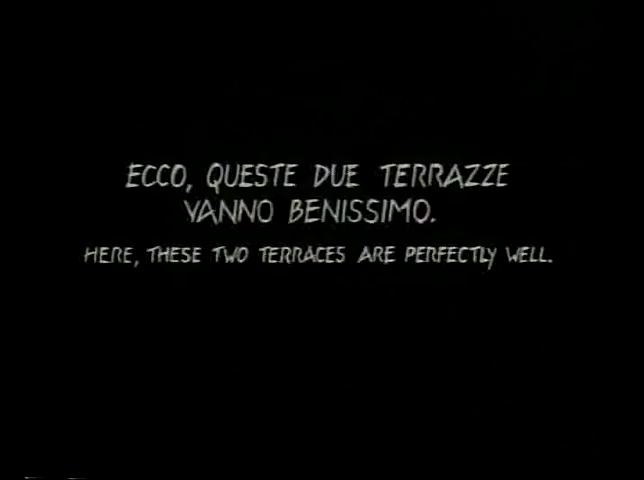 ECCO, QUESTE DUE TERRAZZE
VANNO BENISSIMO.
HERE, THESE TWO TERRACES ARE PERFECTLY WELL.